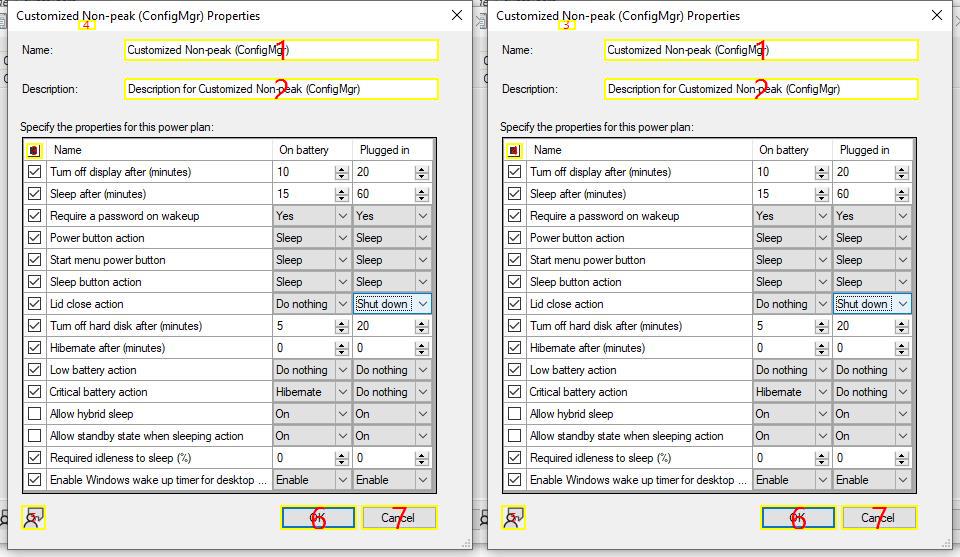 Customized Non-peak (ConfigMgr) Properties
4
Name:
Customized Non-peak (ConfigMgr)
1
Description:
Description for Customized Non-peak (ConfigMgr)
2
Specify the properties for this power plan:
Name On battery Plugged in
Turn off display after (minutes) 10 20
Sleep after (minutes) 15 60
Require a password on wakeup Yes Yes
Power button action Sleep Sleep
Start menu power button Sleep Sleep
Sleep button action Sleep Sleep
Lid close action Do nothing Shut down
Turn off hard disk after (minutes) 5 20
Hibernate after (minutes) 0 0
Low battery action Do nothing Do nothing
Critical battery action Hibernate Do nothing
Allow hybrid sleep On On
Allow standby state when sleeping action On On
Required idleness to sleep (%) 0 0
Enable Windows wake up timer for desktop ... Enable Enable
OK Cancel
6 7
Customized Non-peak (ConfigMgr) Properties
3
Name:
Customized Non-peak (ConfigMgr)
1
Description:
Description for Customized Non-peak (ConfigMgr)
2
Specify the properties for this power plan:
Name On battery Plugged in
Turn off display after (minutes) 10 20
Sleep after (minutes) 15 60
Require a password on wakeup Yes Yes
Power button action Sleep Sleep
Start menu power button Sleep Sleep
Sleep button action Sleep Sleep
Lid close action Do nothing Shut down
Turn off hard disk after (minutes) 5 20
Hibernate after (minutes) 0 0
Low battery action Do nothing Do nothing
Critical battery action Hibernate Do nothing
Allow hybrid sleep On On
Allow standby state when sleeping action On On
Required idleness to sleep (%) 0 0
Enable Windows wake up timer for desktop ... Enable Enable
OK Cancel
6 7